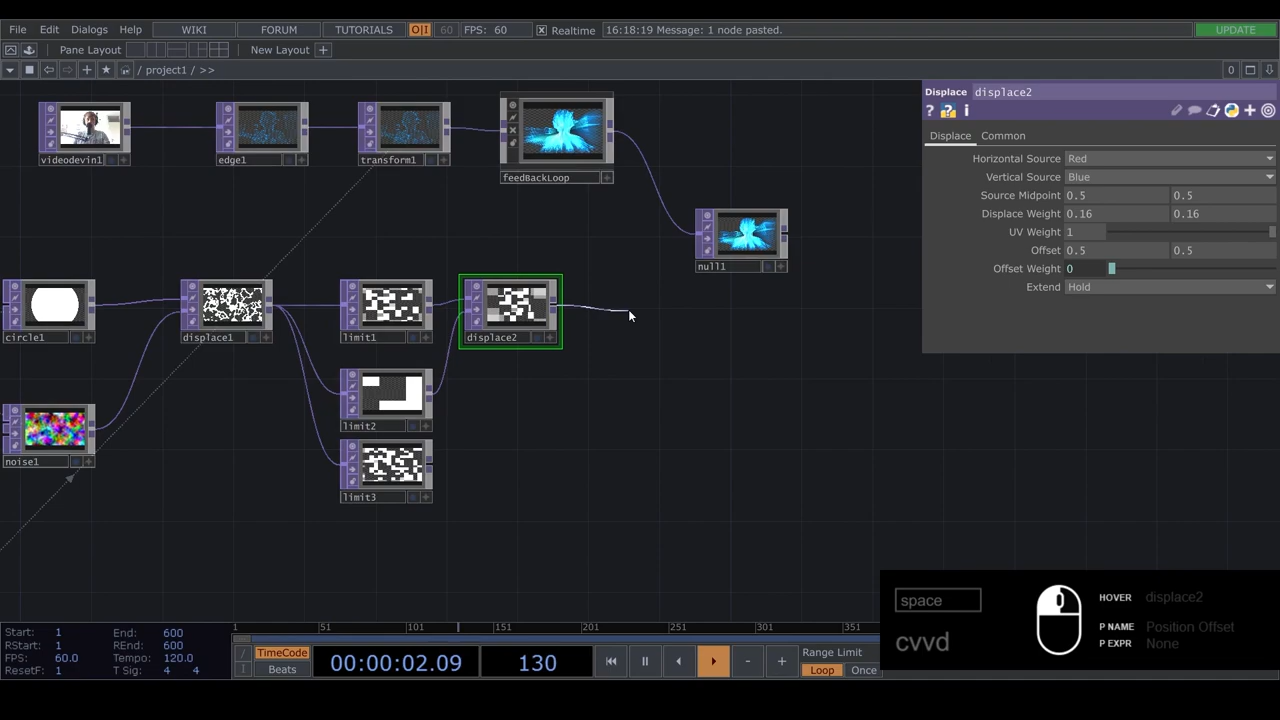 File Edit Dialogs Help WIKI FORUM TUTORIALS O|I 60 FPS: 60 Realtime 16:18:19 Message: 1 node pasted. UPDATE
Pane Layout New Layout +
/ project1 / >> 0
Displace displace2
? ? i
Displace Common
Horizontal Source Red
Vertical Source Blue
Source Midpoint 0.5 0.5
Displace Weight 0.16 0.16
UV Weight 1
Offset 0.5 0.5
Offset Weight 0
Extend Hold
videodevin1 edge1 transform1
feedBackLoop
null1
circle1 displace1 limit1 displace2
limit2
noise1
limit3
space
cvvd
HOVER displace2
P NAME Position Offset
P EXPR None
1 51 101 151 201 251 301 351
Start: 1 End: 600
RStart: 1 REnd: 600
FPS: 60.0 Tempo: 120.0
ResetF: 1 T Sig: 4 4
TimeCode
Beats
00:00:02.09 130
Range Limit
Loop Once